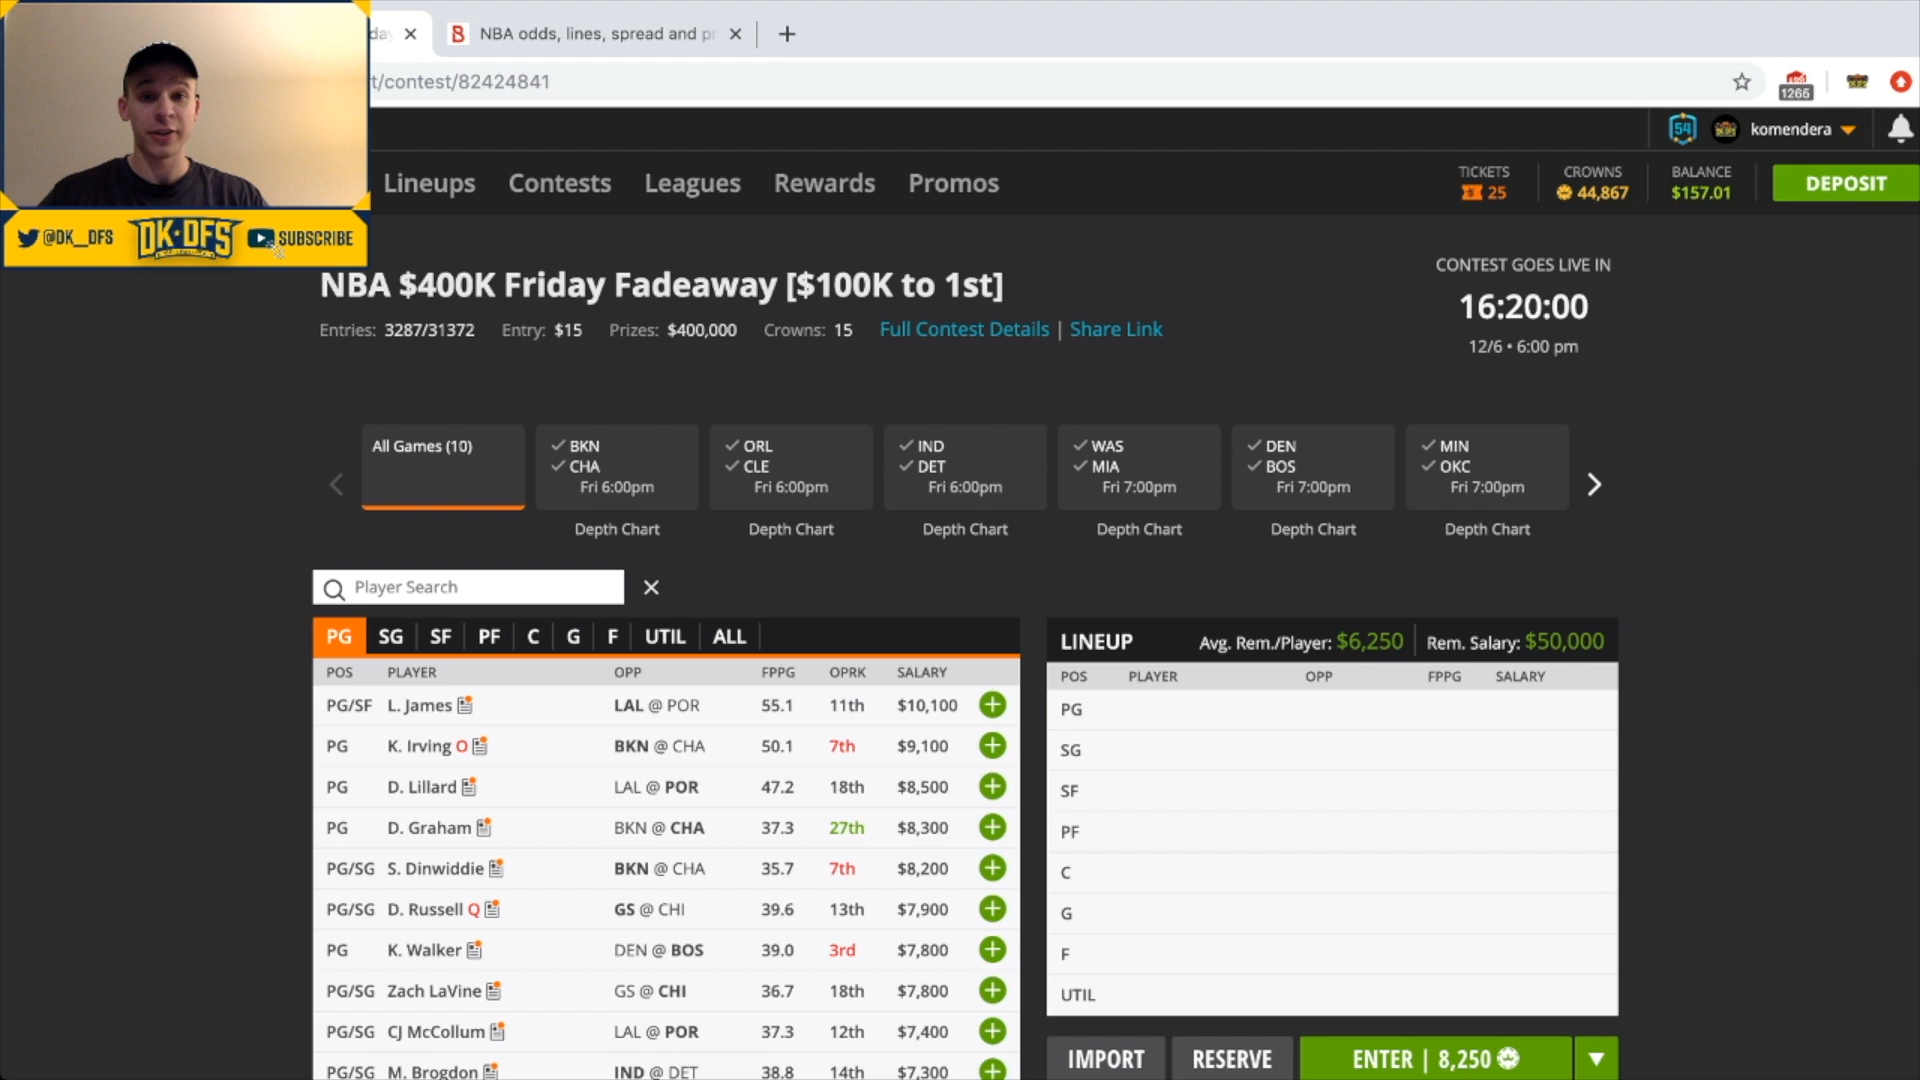 NBA odds, lines, spread and pr
t/contest/82424841
1265
54
komendera
@DK__DFS
DK★DFS
SUBSCRIBE
Lineups
Contests
Leagues
Rewards
Promos
TICKETS
25
CROWNS
44,867
BALANCE
$157.01
DEPOSIT
NBA $400K Friday Fadeaway [$100K to 1st]
Entries: 3287/31372 Entry: $15 Prizes: $400,000 Crowns: 15 Full Contest Details | Share Link
CONTEST GOES LIVE IN
16:20:00
12/6 • 6:00 pm
All Games (10)
BKN
CHA
Fri 6:00pm
Depth Chart
ORL
CLE
Fri 6:00pm
Depth Chart
IND
DET
Fri 6:00pm
Depth Chart
WAS
MIA
Fri 7:00pm
Depth Chart
DEN
BOS
Fri 7:00pm
Depth Chart
MIN
OKC
Fri 7:00pm
Depth Chart
Player Search
PG SG SF PF C G F UTIL ALL
POS PLAYER OPP FPPG OPRK SALARY
PG/SF L. James LAL @ POR 55.1 11th $10,100
PG K. Irving O BKN @ CHA 50.1 7th $9,100
PG D. Lillard LAL @ POR 47.2 18th $8,500
PG D. Graham BKN @ CHA 37.3 27th $8,300
PG/SG S. Dinwiddie BKN @ CHA 35.7 7th $8,200
PG/SG D. Russell Q GS @ CHI 39.6 13th $7,900
PG K. Walker DEN @ BOS 39.0 3rd $7,800
PG/SG Zach LaVine GS @ CHI 36.7 18th $7,800
PG/SG CJ McCollum LAL @ POR 37.3 12th $7,400
PG/SG M. Brogdon IND @ DET 38.8 14th $7,300
LINEUP Avg. Rem./Player: $6,250 Rem. Salary: $50,000
POS PLAYER OPP FPPG SALARY
PG
SG
SF
PF
C
G
F
UTIL
IMPORT
RESERVE
ENTER | 8,250